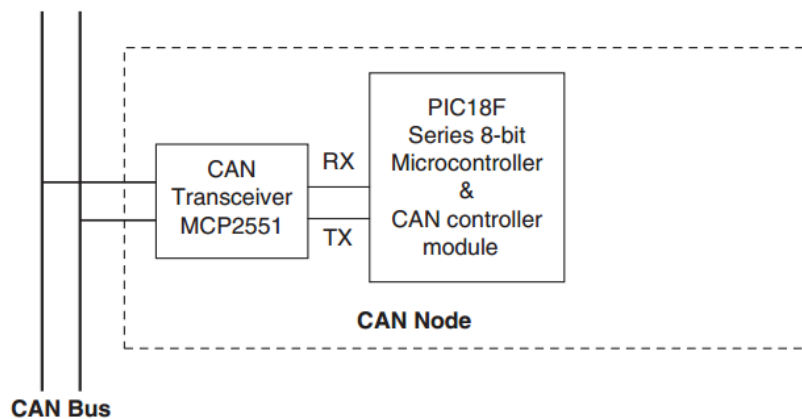 CAN
Transceiver
MCP2551
RX
TX
PIC18F
Series 8-bit
Microcontroller
&
CAN controller
module
CAN Node
CAN Bus